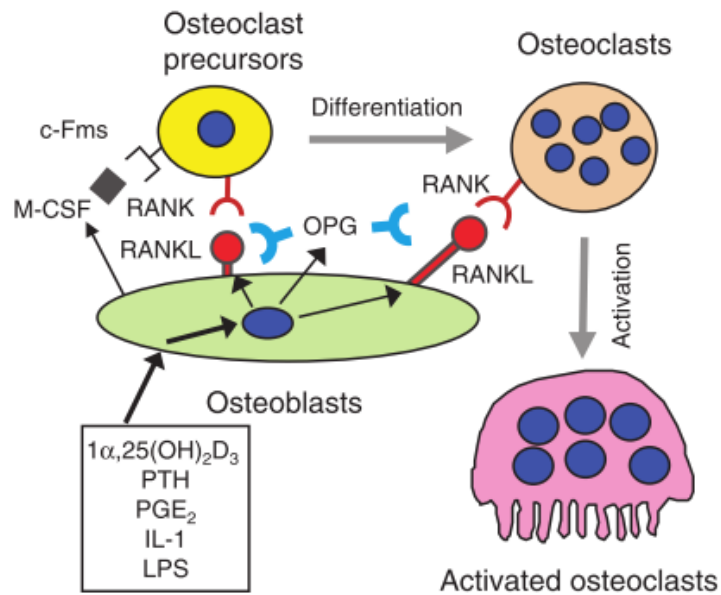 Osteoclast
precursors
Osteoclasts
c-Fms
Differentiation
M-CSF
RANK
RANK
OPG
RANKL
RANKL
Activation
Osteoblasts
1α,25(OH)₂D₃
PTH
PGE₂
IL-1
LPS
Activated osteoclasts